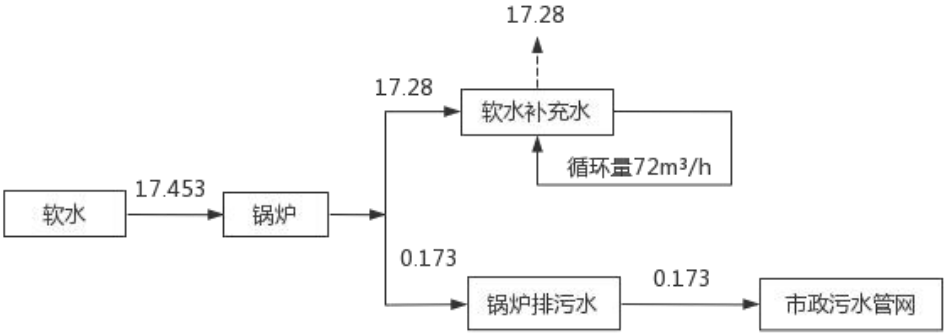 17.28
17.28
软水补充水
循环量72m³/h
17.453
软水
锅炉
0.173
0.173
锅炉排污水
市政污水管网